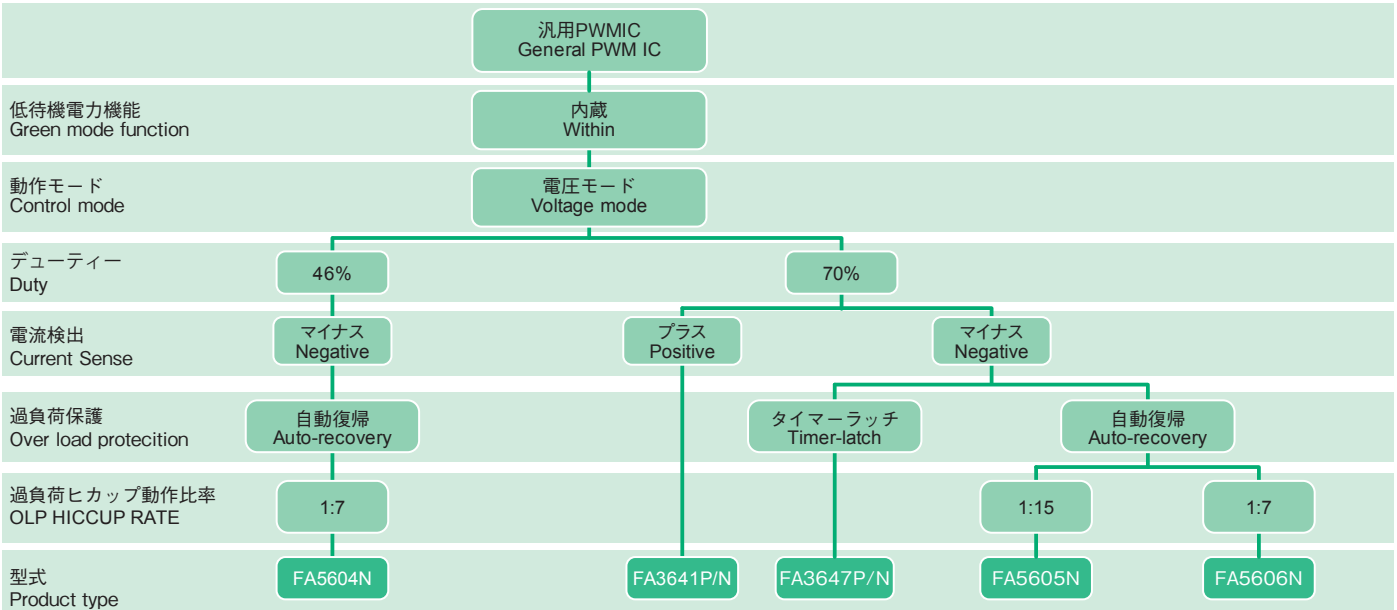 汎用PWMIC
General PWM IC
低待機電力機能
Green mode function
内蔵
Within
動作モード
Control mode
電圧モード
Voltage mode
デューティー
Duty
46%
70%
電流検出
Current Sense
マイナス
Negative
プラス
Positive
マイナス
Negative
過負荷保護
Over load protecition
自動復帰
Auto-recovery
タイマーラッチ
Timer-latch
自動復帰
Auto-recovery
過負荷ヒカップ動作比率
OLP HICCUP RATE
1:7
1:15
1:7
型式
Product type
FA5604N
FA3641P/N
FA3647P/N
FA5605N
FA5606N